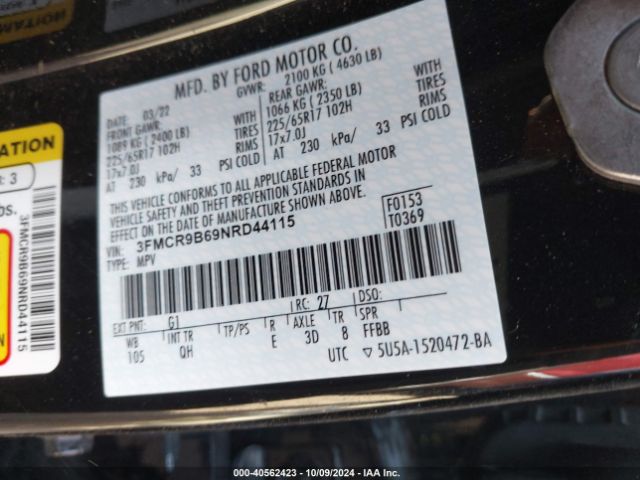 MFD. BY FORD MOTOR CO.
DATE: 03/22
GVWR: 2100 KG (4630 LB)
FRONT GAWR:
1089 KG (2400 LB)
WITH
225/65R17 102H
TIRES
17x7.0J
RIMS
AT 230 kPa/ 33 PSI COLD
REAR GAWR:
1066 KG (2350 LB)
WITH
225/65R17 102H
TIRES
17x7.0J
RIMS
AT 230 kPa/ 33 PSI COLD
THIS VEHICLE CONFORMS TO ALL APPLICABLE FEDERAL MOTOR
VEHICLE SAFETY AND THEFT PREVENTION STANDARDS IN
EFFECT ON THE DATE OF MANUFACTURE SHOWN ABOVE.
VIN: 3FMCR9B69NRD44115
TYPE: MPV
F0153
T0369
EXT PNT: G1
RC: 27
DSO:
WB
105
INT TR
QH
TP/PS
R
E
AXLE
3D
TR
8
SPR
FFBB
UTC
5U5A-1520472-BA
3FMCR9B69NRD44115
000-40562423 - 10/09/2024 - IAA Inc.